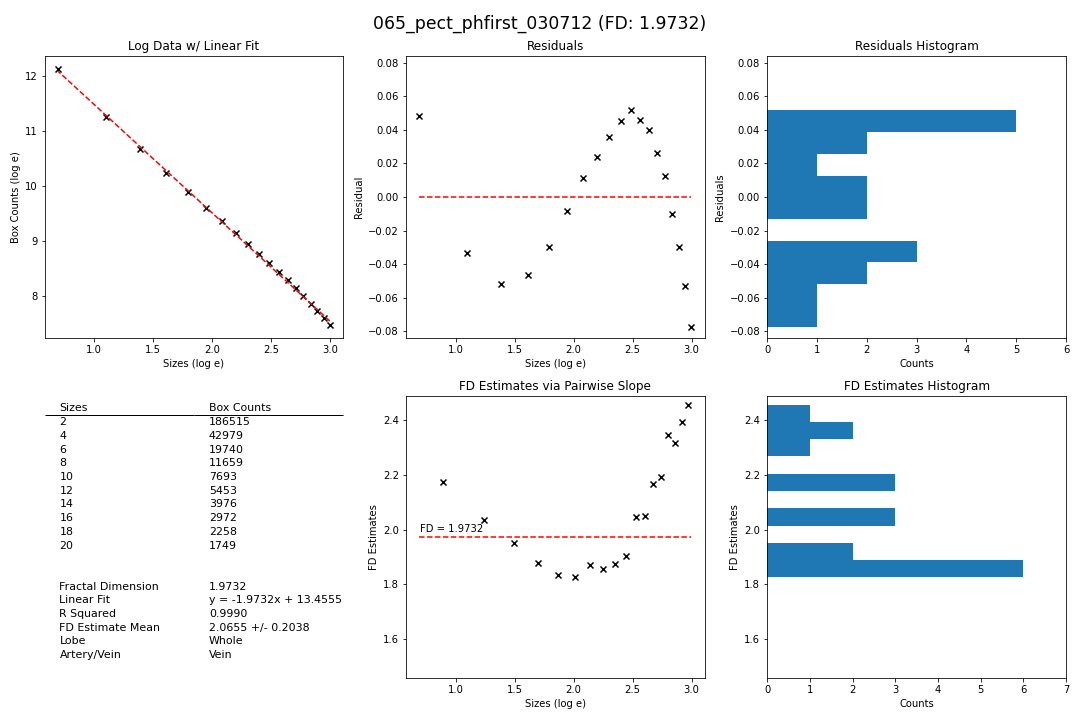 065_pect_phfirst_030712 (FD: 1.9732)
Log Data w/ Linear Fit
12
11
10
9
8
Box Counts (log e)
1.0 1.5 2.0 2.5 3.0
Sizes (log e)
Residuals
0.08
0.06
0.04
0.02
0.00
−0.02
−0.04
−0.06
−0.08
Residual
1.0 1.5 2.0 2.5 3.0
Sizes (log e)
Residuals Histogram
0.08
0.06
0.04
0.02
0.00
−0.02
−0.04
−0.06
−0.08
Residuals
0 1 2 3 4 5 6
Counts
Sizes Box Counts
2 186515
4 42979
6 19740
8 11659
10 7693
12 5453
14 3976
16 2972
18 2258
20 1749
Fractal Dimension 1.9732
Linear Fit y = -1.9732x + 13.4555
R Squared 0.9990
FD Estimate Mean 2.0655 +/- 0.2038
Lobe Whole
Artery/Vein Vein
FD Estimates via Pairwise Slope
2.4
2.2
2.0
1.8
1.6
FD Estimates
FD = 1.9732
1.0 1.5 2.0 2.5 3.0
Sizes (log e)
FD Estimates Histogram
2.4
2.2
2.0
1.8
1.6
FD Estimates
0 1 2 3 4 5 6 7
Counts